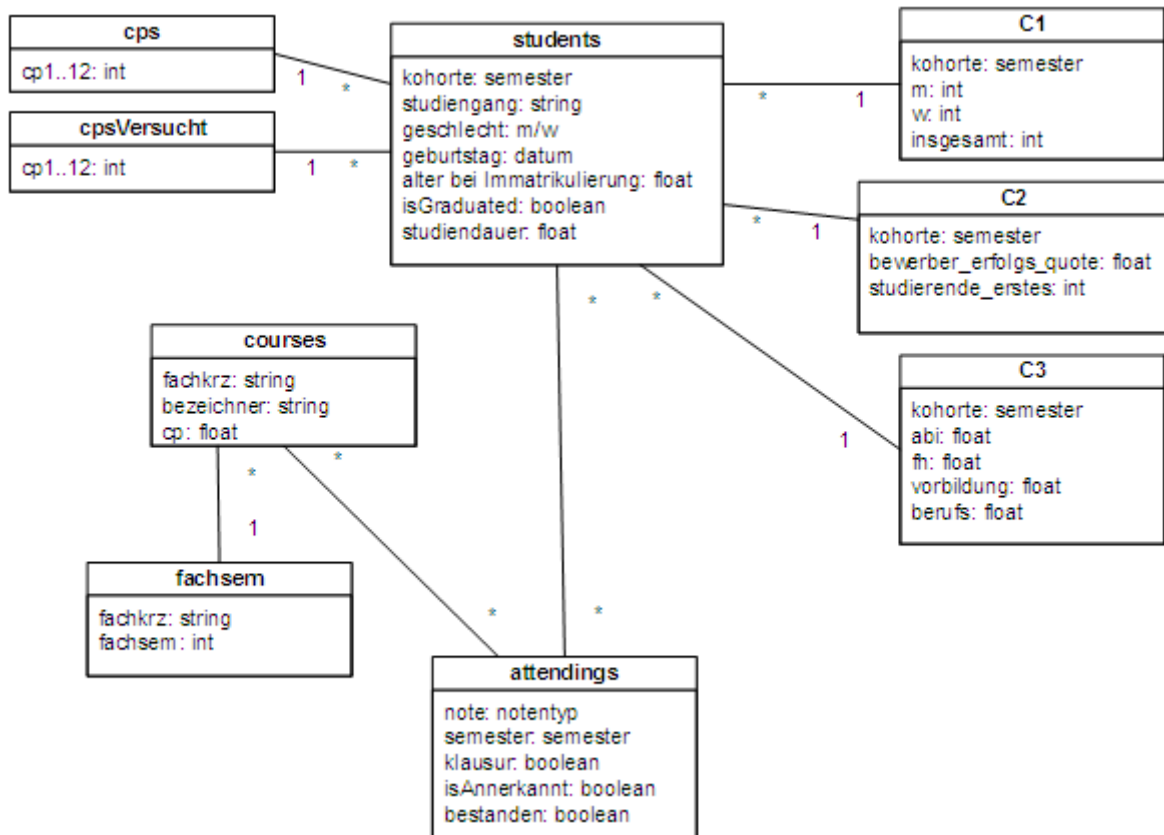 cps
cp1..12: int
1
*
cpsVersucht
cp1..12: int
1
*
students
kohorte: semester
studiengang: string
geschlecht: m/w
geburtstag: datum
alter bei Immatrikulierung: float
isGraduated: boolean
studiendauer: float
C1
kohorte: semester
m: int
w: int
insgesamt: int
*
1
C2
kohorte: semester
bewerber_erfolgs_quote: float
studierende_erstes: int
*
1
*
*
C3
kohorte: semester
abi: float
fh: float
vorbildung: float
berufs: float
1
courses
fachkrz: string
bezeichner: string
cp: float
*
*
1
fachsem
fachkrz: string
fachsem: int
*
*
attendings
note: notentyp
semester: semester
klausur: boolean
isAnnerkannt: boolean
bestanden: boolean